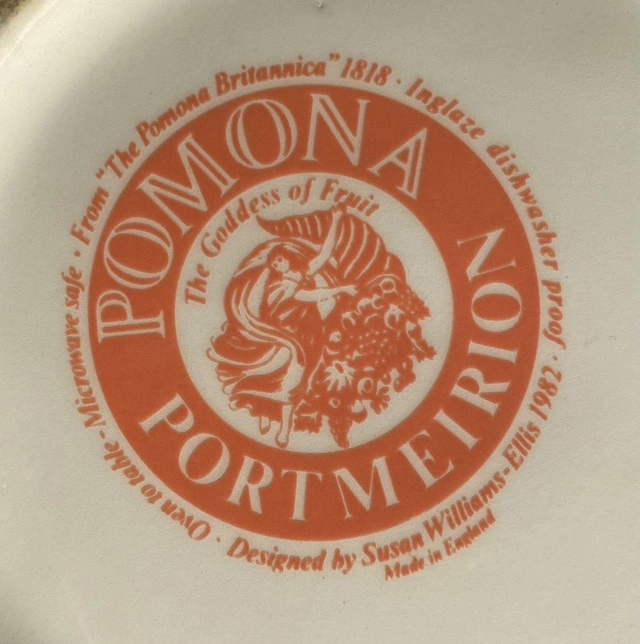 POMONA
PORTMEIRION
The Goddess of Fruit
From "The Pomona Britannica" 1818 · Inglaze dishwasher proof ·
Designed by Susan Williams-Ellis 1982 ·
Made in England
Oven to table - Microwave safe ·